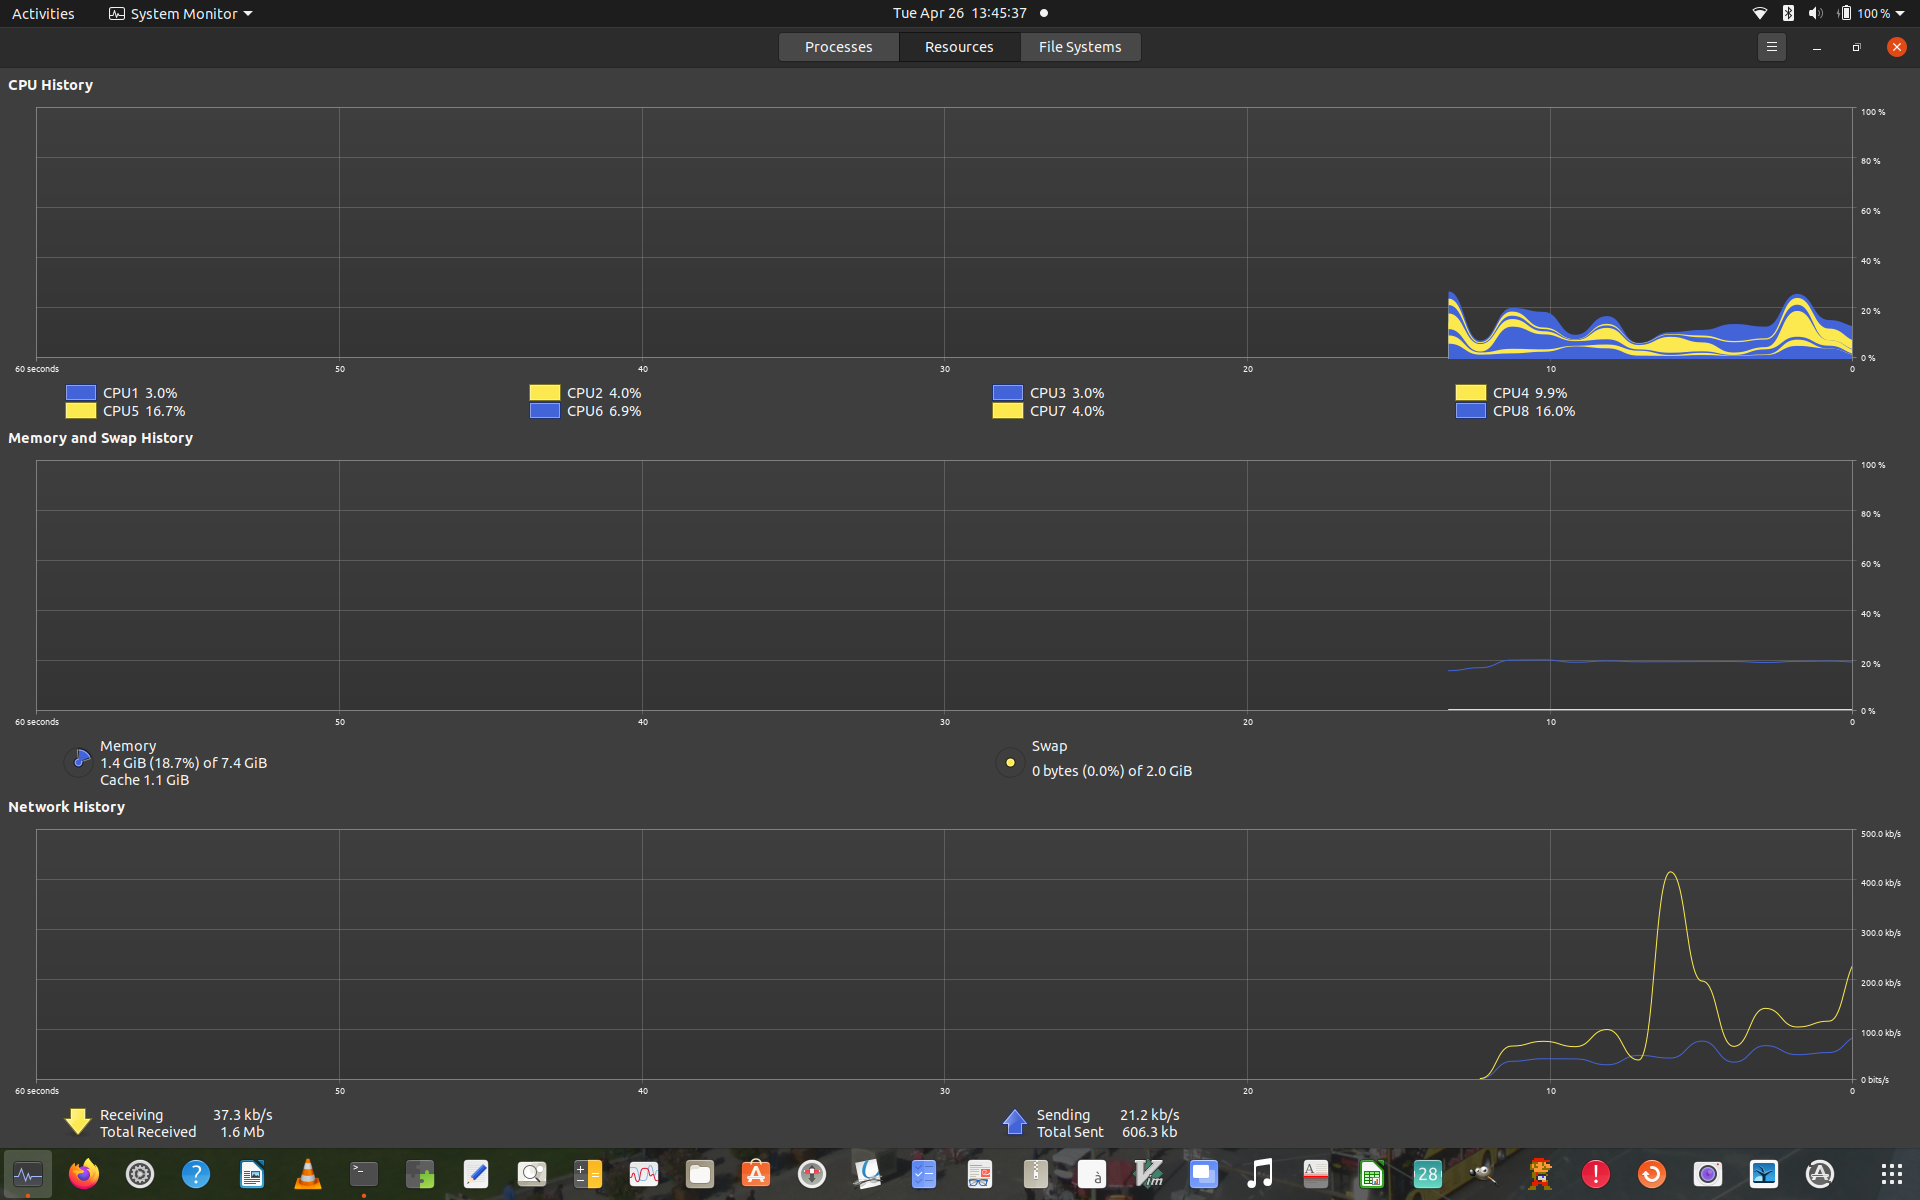 Activities
System Monitor
Tue Apr 26 13:45:37
100 %
Processes
Resources
File Systems
CPU History
100 %
80 %
60 %
40 %
20 %
0 %
60 seconds 50 40 30 20 10 0
CPU1 3.0% CPU2 4.0% CPU3 3.0% CPU4 9.9%
CPU5 16.7% CPU6 6.9% CPU7 4.0% CPU8 16.0%
Memory and Swap History
100 %
80 %
60 %
40 %
20 %
0 %
60 seconds 50 40 30 20 10 0
Memory
1.4 GiB (18.7%) of 7.4 GiB
Cache 1.1 GiB
Swap
0 bytes (0.0%) of 2.0 GiB
Network History
500.0 kb/s
400.0 kb/s
300.0 kb/s
200.0 kb/s
100.0 kb/s
0 bits/s
60 seconds 50 40 30 20 10 0
Receiving 37.3 kb/s
Total Received 1.6 Mb
Sending 21.2 kb/s
Total Sent 606.3 kb
?
>_
à
Vim
A
28
!